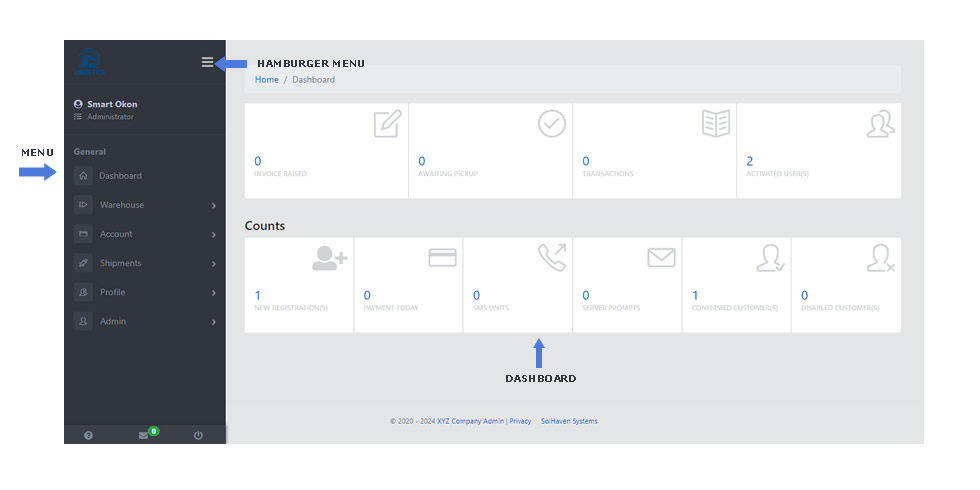 HAMBURGER MENU
Home / Dashboard
Smart Okon
Administrator
MENU
General
Dashboard
Warehouse
Account
Shipments
Profile
Admin
0
0
INVOICE RAISED
0
AWAITING PICKUP
0
TRANSACTIONS
2
ACTIVATED USER(S)
Counts
1
NEW REGISTRATION(S)
0
PAYMENT TODAY
0
SMS UNITS
0
SERVER PROMPTS
1
CONFIRMED CUSTOMER(S)
0
DISABLED CUSTOMER(S)
DASHBOARD
© 2020 - 2024 XYZ Company Admin | Privacy SolHaven Systems